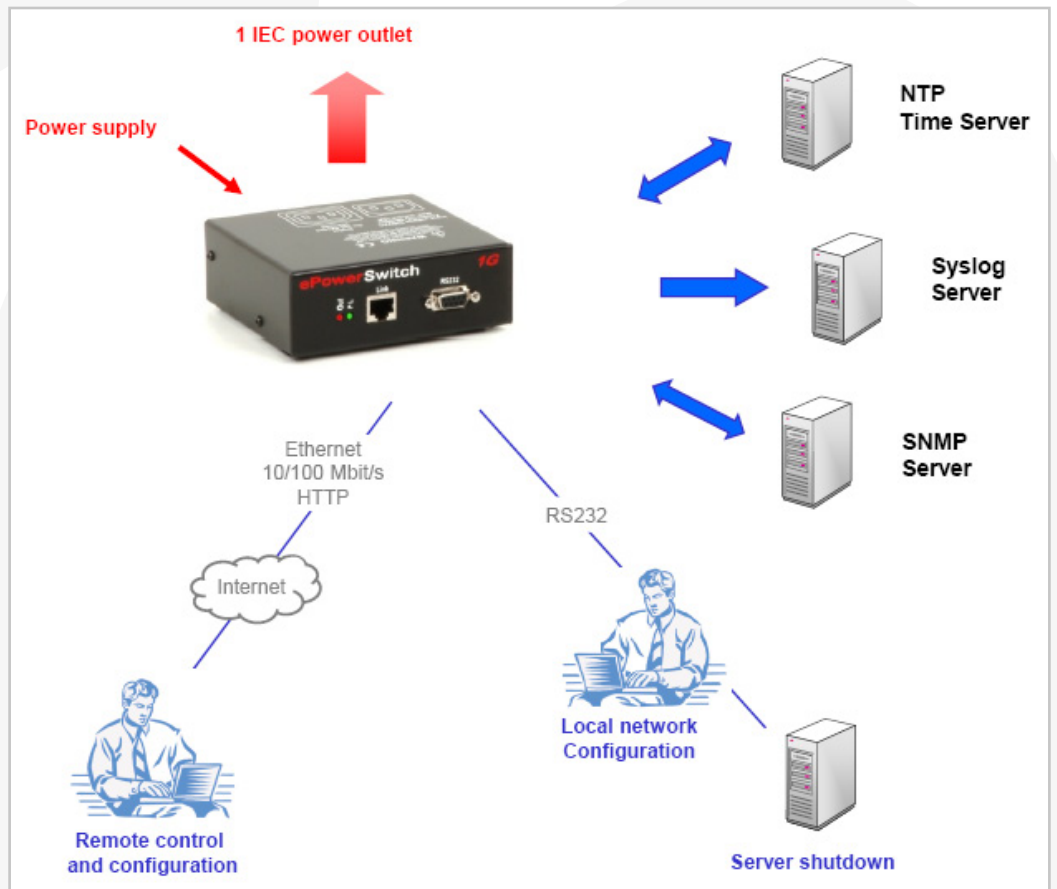 1 IEC power outlet
Power supply
NTP
Time Server
ePowerSwitch
1G
Link
RS232
Syslog
Server
Ethernet
10/100 Mbit/s
HTTP
RS232
SNMP
Server
Internet
Local network
Configuration
Remote control
and configuration
Server shutdown